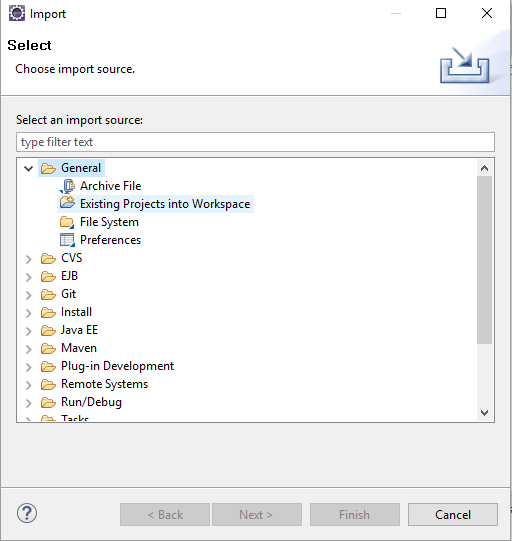 Import
Select
Choose import source.
Select an import source:
type filter text
General
Archive File
Existing Projects into Workspace
File System
Preferences
CVS
EJB
Git
Install
Java EE
Maven
Plug-in Development
Remote Systems
Run/Debug
Tasks
?
< Back
Next >
Finish
Cancel